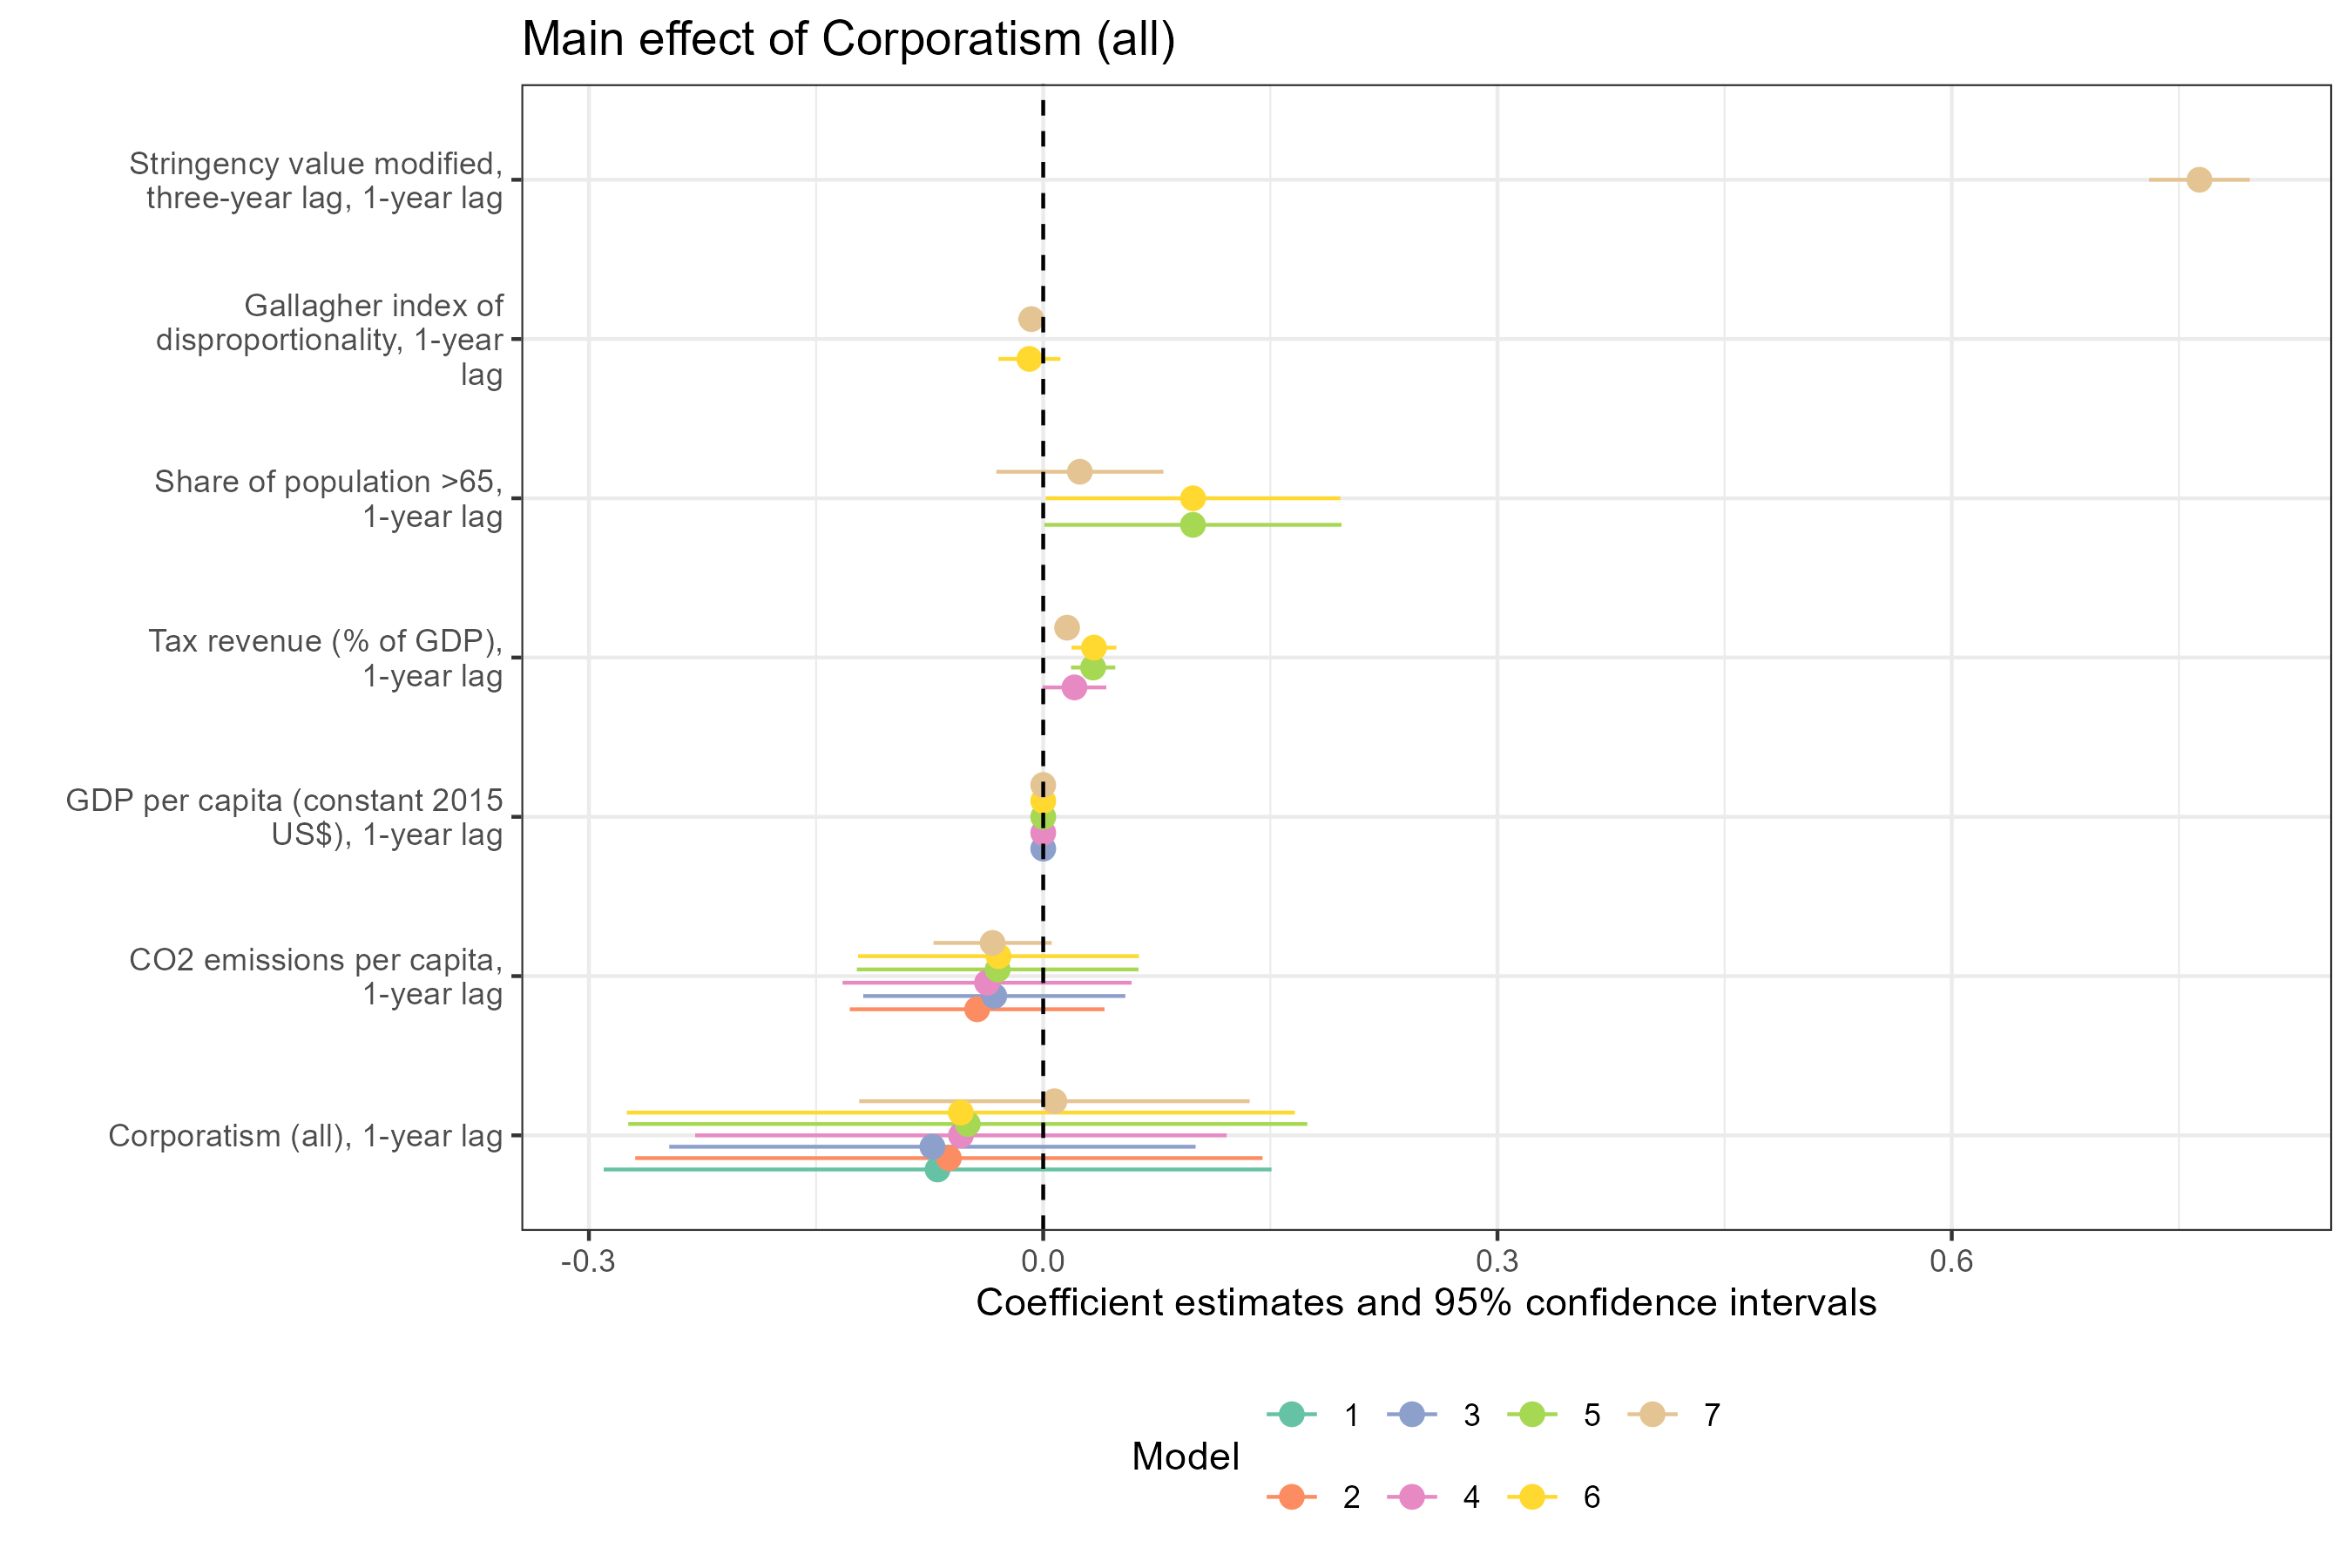 Main effect of Corporatism (all)
Stringency value modified,
three-year lag, 1-year lag
Gallagher index of
disproportionality, 1-year
lag
Share of population >65,
1-year lag
Tax revenue (% of GDP),
1-year lag
GDP per capita (constant 2015
US$), 1-year lag
CO2 emissions per capita,
1-year lag
Corporatism (all), 1-year lag
-0.3 0.0 0.3 0.6
Coefficient estimates and 95% confidence intervals
Model
1 3 5 7
2 4 6